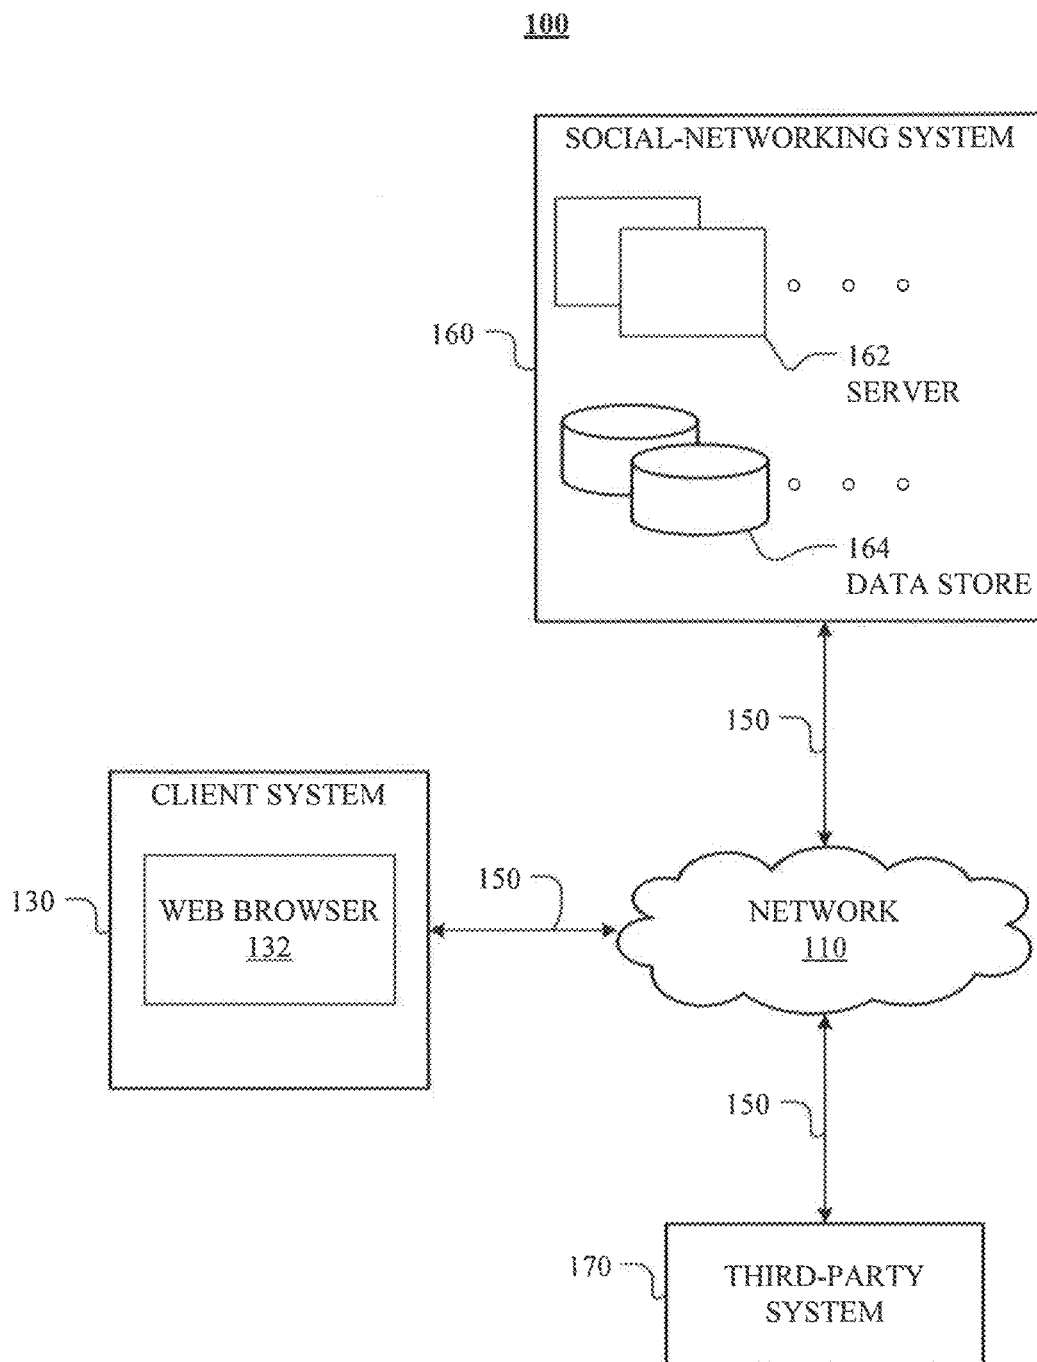 100
SOCIAL-NETWORKING SYSTEM
160
162
SERVER
164
DATA STORE
150
CLIENT SYSTEM
130
WEB BROWSER
132
150
NETWORK
110
150
170
THIRD-PARTY
SYSTEM